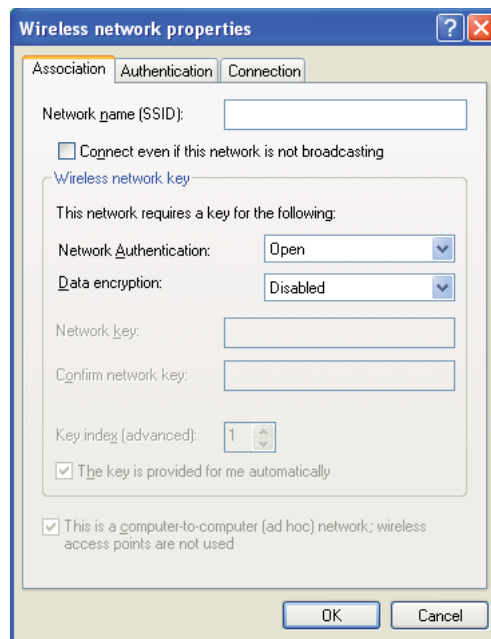 Wireless network properties
Association Authentication Connection
Network name (SSID):
Connect even if this network is not broadcasting
Wireless network key
This network requires a key for the following:
Network Authentication: Open
Data encryption: Disabled
Network key:
Confirm network key:
Key index (advanced): 1
The key is provided for me automatically
This is a computer-to-computer (ad hoc) network; wireless
access points are not used
OK Cancel